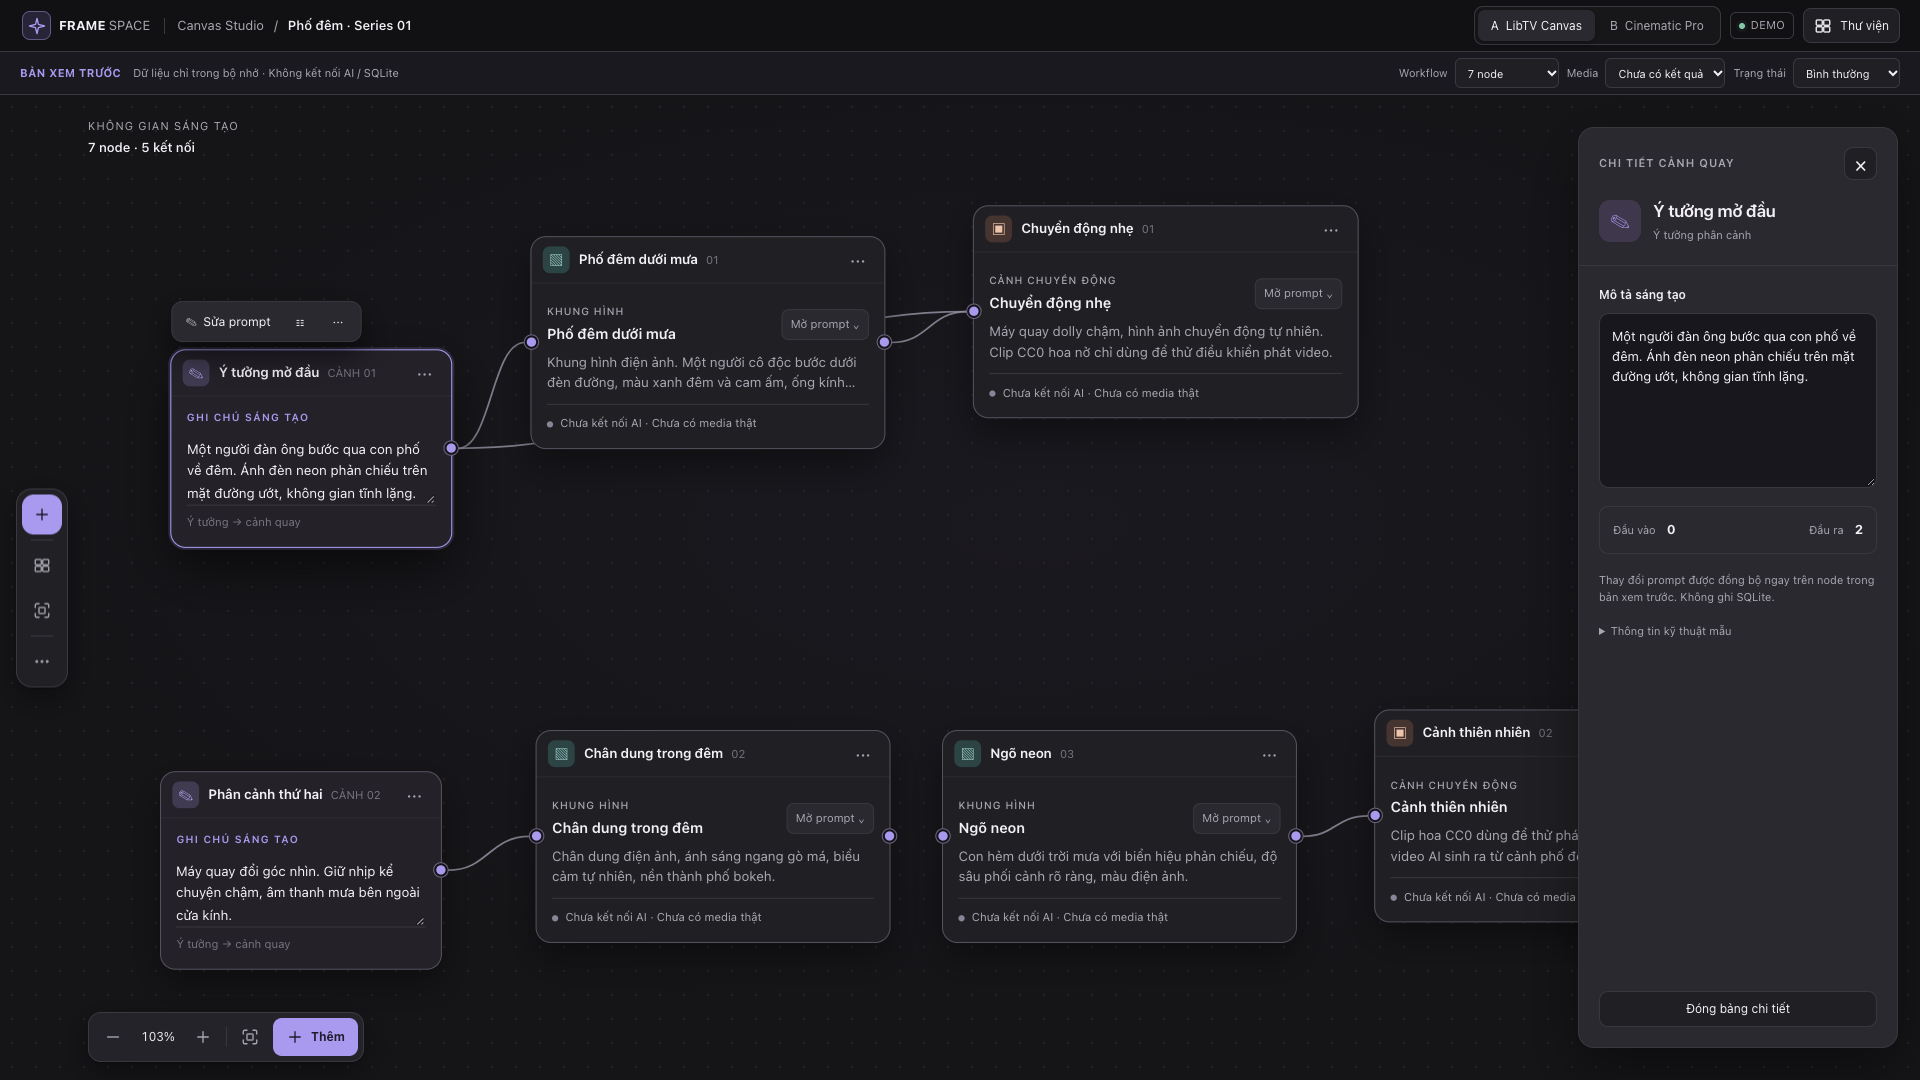 FRAME SPACE
Canvas Studio / Phố đêm · Series 01
A LibTV Canvas
B Cinematic Pro
DEMO
Thư viện
BẢN XEM TRƯỚC Dữ liệu chỉ trong bộ nhớ · Không kết nối AI / SQLite
Workflow 7 node
Media Chưa có kết quả
Trạng thái Bình thường
KHÔNG GIAN SÁNG TẠO
7 node · 5 kết nối
Sửa prompt
Ý tưởng mở đầu CẢNH 01
GHI CHÚ SÁNG TẠO
Một người đàn ông bước qua con phố
về đêm. Ánh đèn neon phản chiếu trên
mặt đường ướt, không gian tĩnh lặng.
Ý tưởng → cảnh quay
Phố đêm dưới mưa 01
KHUNG HÌNH
Phố đêm dưới mưa
Mở prompt
Khung hình điện ảnh. Một người cô độc bước dưới
đèn đường, màu xanh đêm và cam ấm, ống kính...
Chưa kết nối AI · Chưa có media thật
Chuyển động nhẹ 01
CẢNH CHUYỂN ĐỘNG
Chuyển động nhẹ
Mở prompt
Máy quay dolly chậm, hình ảnh chuyển động tự nhiên.
Clip CC0 hoa nở chỉ dùng để thử điều khiển phát video.
Chưa kết nối AI · Chưa có media thật
Phân cảnh thứ hai CẢNH 02
GHI CHÚ SÁNG TẠO
Máy quay đổi góc nhìn. Giữ nhịp kể
chuyện chậm, âm thanh mưa bên ngoài
cửa kính.
Ý tưởng → cảnh quay
Chân dung trong đêm 02
KHUNG HÌNH
Chân dung trong đêm
Mở prompt
Chân dung điện ảnh, ánh sáng ngang gò má, biểu
cảm tự nhiên, nền thành phố bokeh.
Chưa kết nối AI · Chưa có media thật
Ngõ neon 03
KHUNG HÌNH
Ngõ neon
Mở prompt
Con hẻm dưới trời mưa với biển hiệu phản chiếu, độ
sâu phối cảnh rõ ràng, màu điện ảnh.
Chưa kết nối AI · Chưa có media thật
Cảnh thiên nhiên 02
CẢNH CHUYỂN ĐỘNG
Cảnh thiên nhiên
Clip hoa CC0 dùng để thử
video AI sinh ra từ cảnh phố
Chưa kết nối AI · Chưa có media
CHI TIẾT CẢNH QUAY
Ý tưởng mở đầu
Ý tưởng phân cảnh
Mô tả sáng tạo
Một người đàn ông bước qua con phố về
đêm. Ánh đèn neon phản chiếu trên mặt
đường ướt, không gian tĩnh lặng.
Đầu vào 0
Đầu ra 2
Thay đổi prompt được đồng bộ ngay trên node trong
bản xem trước. Không ghi SQLite.
Thông tin kỹ thuật mẫu
Đóng bảng chi tiết
103%
Thêm